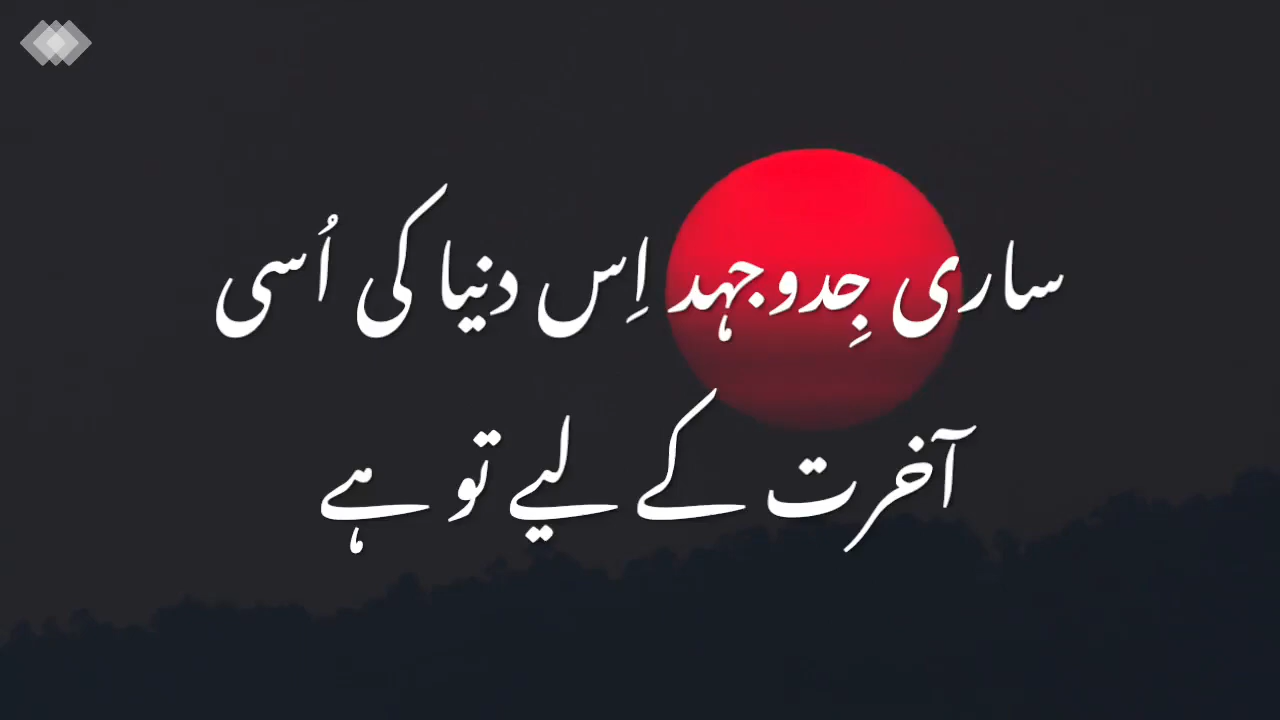 ساری جِدوجہد اِس دنیا کی اُسی
آخرت کے لیے تو ہے